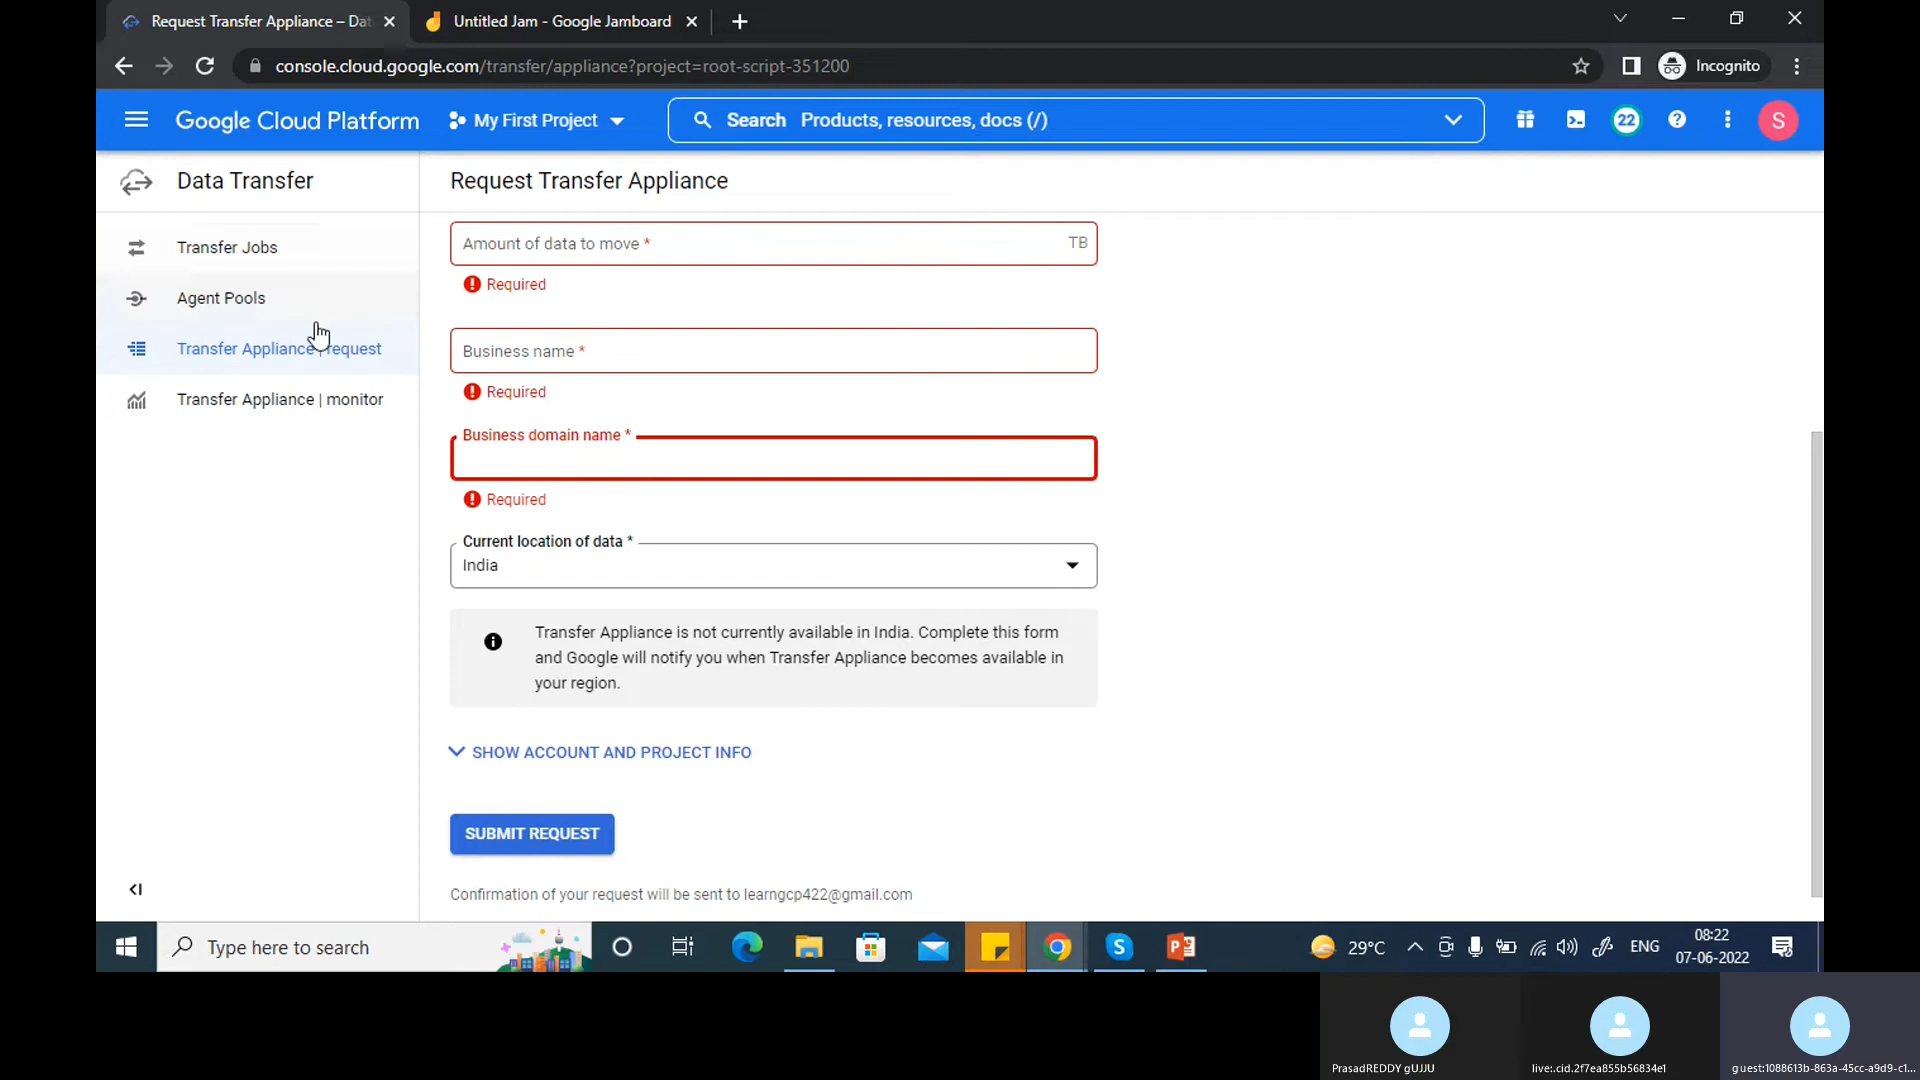 Request Transfer Appliance – Dat
Untitled Jam - Google Jamboard
console.cloud.google.com/transfer/appliance?project=root-script-351200
Incognito
Google Cloud Platform
My First Project
Search Products, resources, docs (/)
22
S
Data Transfer
Request Transfer Appliance
Transfer Jobs
Agent Pools
Transfer Appliance | request
Transfer Appliance | monitor
Amount of data to move *
TB
Required
Business name *
Required
Business domain name *
Required
Current location of data *
India
Transfer Appliance is not currently available in India. Complete this form
and Google will notify you when Transfer Appliance becomes available in
your region.
SHOW ACCOUNT AND PROJECT INFO
SUBMIT REQUEST
Confirmation of your request will be sent to learngcp422@gmail.com
Type here to search
29°C
ENG
08:22
07-06-2022
PrasadREDDY gUJJU
live:.cid.2f7ea855b56834e1
guest:1088613b-863a-45cc-a9d9-c1...